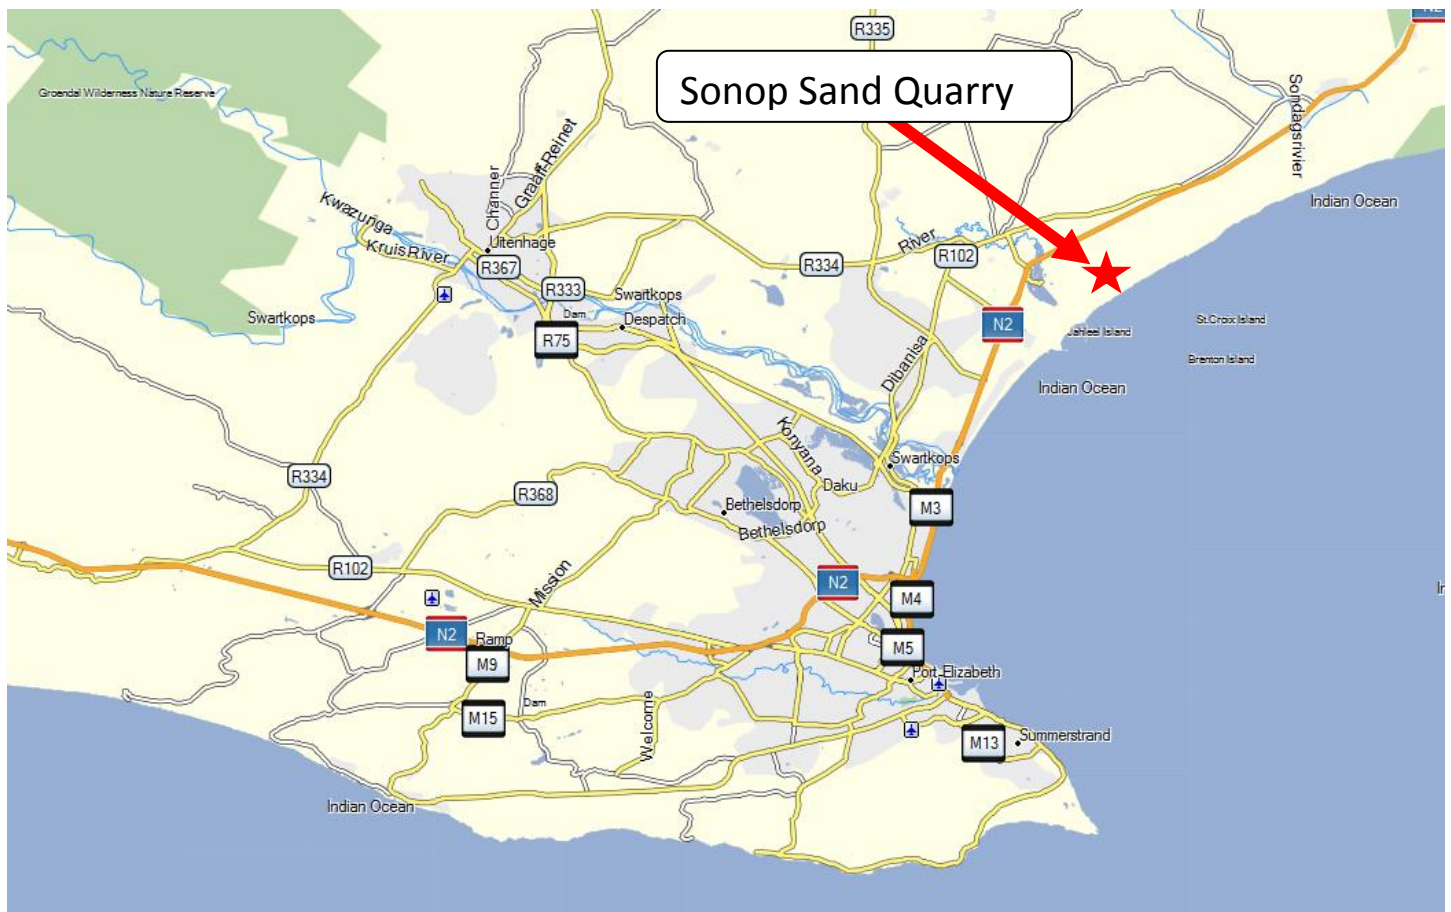 N2
R335
Sonop Sand Quarry
Groendal Wilderness Nature Reserve
Sondagsrivier
Graaff-Reinet
Channer
Indian Ocean
Kwazunga
Kruis River
Uitenhage
River
R102
R334
R367
R333
Swartkops
Dam
Despatch
Swartkops
R75
N2
Jahleel Island
St.Croix Island
Brenton Island
Dibanisa
Indian Ocean
Konyana
Swartkops
R334
R368
Daku
Bethelsdorp
Bethelsdorp
M3
R102
Mission
N2
M4
N2
Ramp
M9
M5
Port Elizabeth
Dam
M15
Welcome
M13
Summerstrand
Indian Ocean